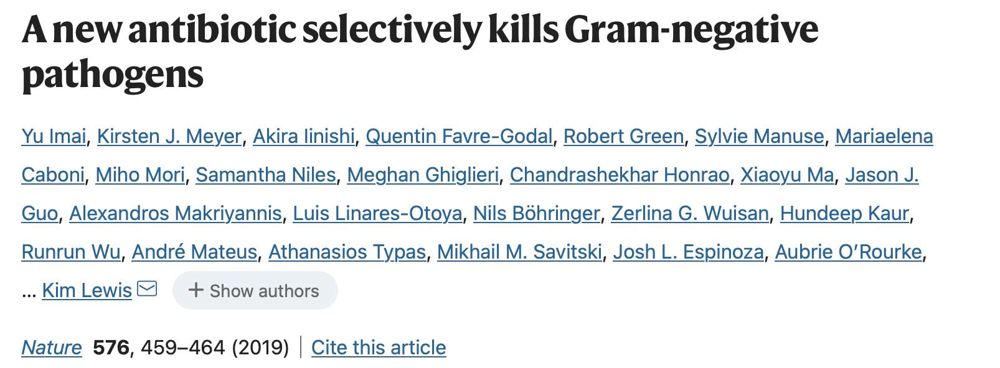 A new antibiotic selectively kills Gram-negative
pathogens
Yu Imai, Kirsten J. Meyer, Akira Iinishi, Quentin Favre-Godal, Robert Green, Sylvie Manuse, Mariaelena
Caboni, Miho Mori, Samantha Niles, Meghan Ghiglieri, Chandrashekhar Honrao, Xiaoyu Ma, Jason J.
Guo, Alexandros Makriyannis, Luis Linares-Otoya, Nils Böhringer, Zerlina G. Wuisan, Hundeep Kaur,
Runrun Wu, André Mateus, Athanasios Typas, Mikhail M. Savitski, Josh L. Espinoza, Aubrie O’Rourke,
... Kim Lewis + Show authors
Nature 576, 459–464 (2019) | Cite this article